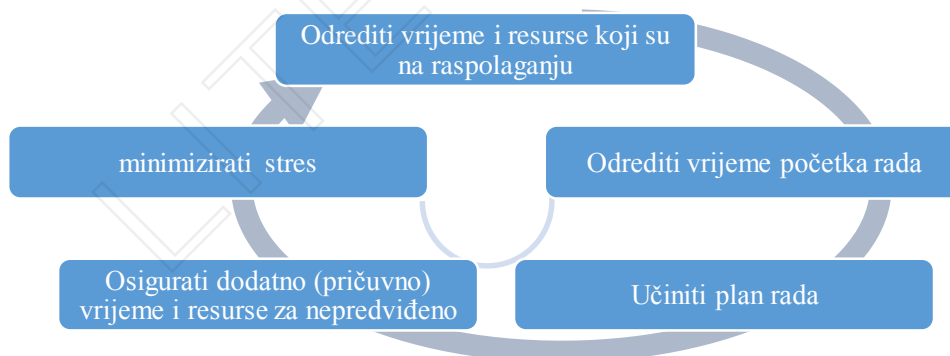 Odrediti vrijeme i resurse koji su
na raspolaganju
minimizirati stres
Odrediti vrijeme početka rada
Osigurati dodatno (pričuvno)
vrijeme i resurse za nepredviđeno
Učiniti plan rada